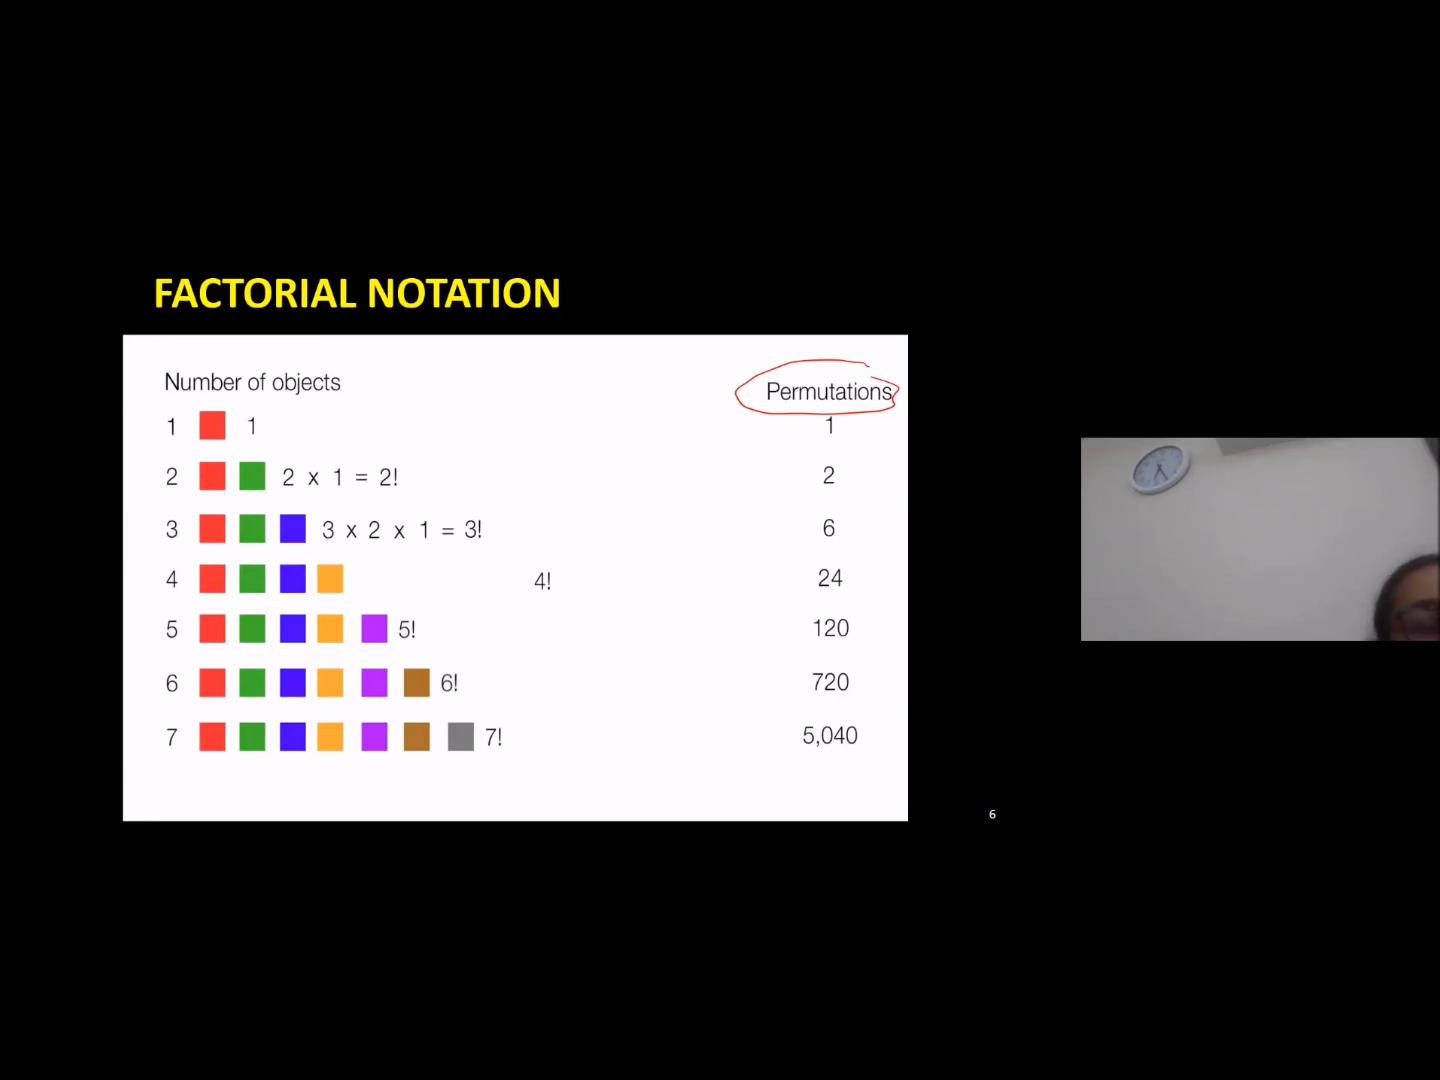 FACTORIAL NOTATION
Number of objects Permutations
1 1 1
2 2 x 1 = 2! 2
3 3 x 2 x 1 = 3! 6
4 4! 24
5 5! 120
6 6! 720
7 7! 5,040
6